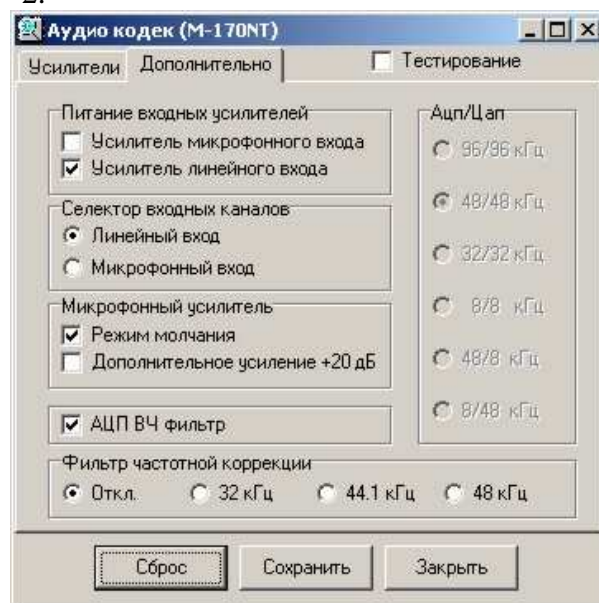 2.
Аудио кодек (М-170NT)
Усилители Дополнительно Тестирование
Питание входных усилителей
Усилитель микрофонного входа
Усилитель линейного входа
Селектор входных каналов
Линейный вход
Микрофонный вход
Микрофонный усилитель
Режим молчания
Дополнительное усиление +20 дБ
АЦП ВЧ фильтр
Ацп/Цап
96/96 кГц
48/48 кГц
32/32 кГц
8/8 кГц
48/8 кГц
8/48 кГц
Фильтр частотной коррекции
Откл. 32 кГц 44.1 кГц 48 кГц
Сброс Сохранить Закрыть